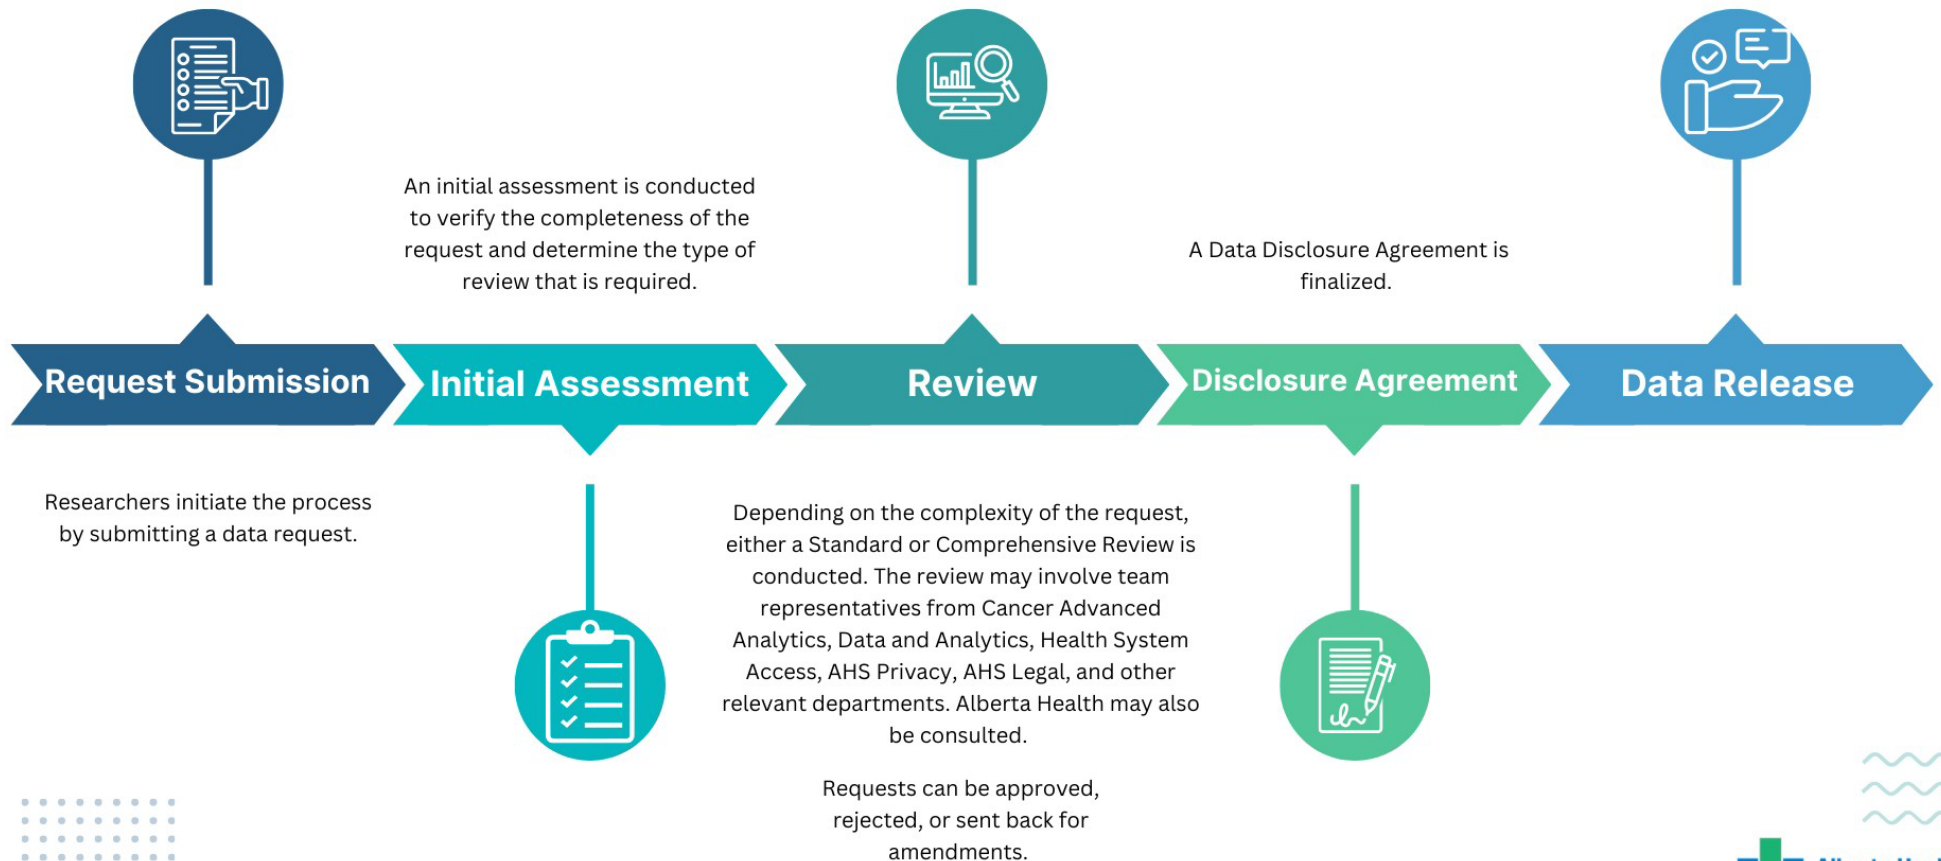 An initial assessment is conducted
to verify the completeness of the
request and determine the type of
review that is required.
A Data Disclosure Agreement is
finalized.
Request Submission
Initial Assessment
Review
Disclosure Agreement
Data Release
Researchers initiate the process
by submitting a data request.
Depending on the complexity of the request,
either a Standard or Comprehensive Review is
conducted. The review may involve team
representatives from Cancer Advanced
Analytics, Data and Analytics, Health System
Access, AHS Privacy, AHS Legal, and other
relevant departments. Alberta Health may also
be consulted.
Requests can be approved,
rejected, or sent back for
amendments.